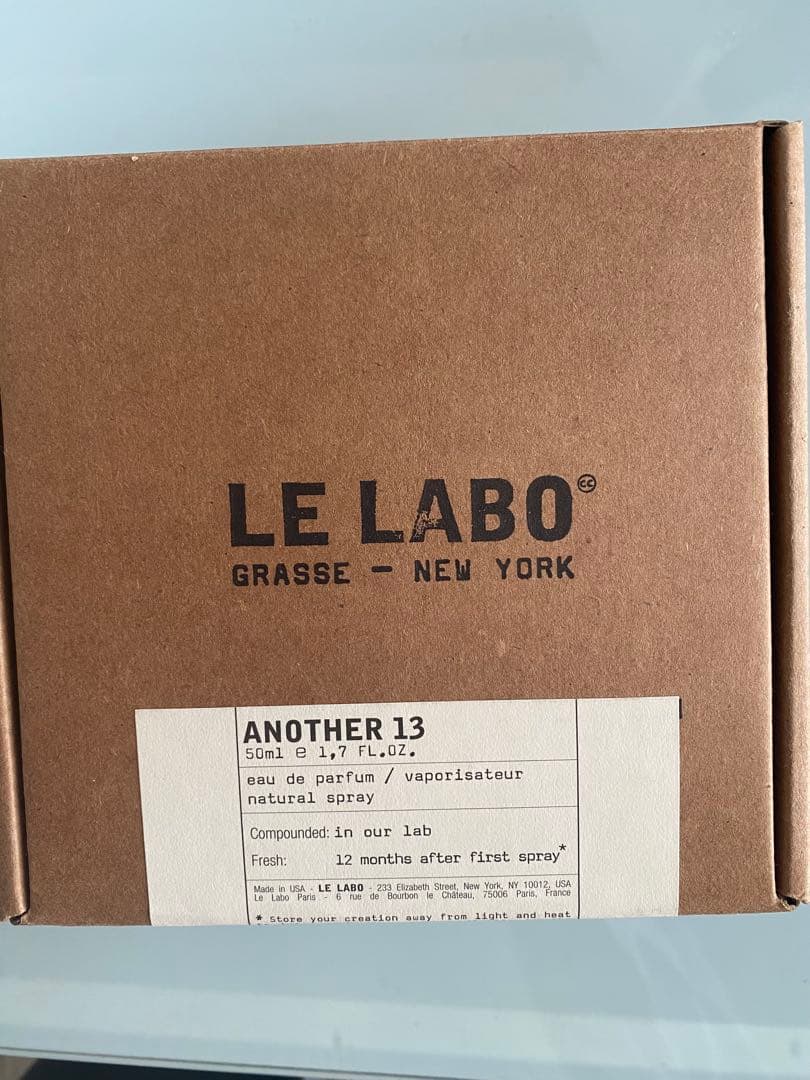 LE LABO
GRASSE — NEW YORK
ANOTHER 13
50ml ℮ 1,7 FL.OZ.
eau de parfum / vaporisateur
natural spray
Compounded: in our lab
Fresh: 12 months after first spray*
Made in USA - LE LABO - 233 Elizabeth Street, New York, NY 10012, USA
Le Labo Paris - 6 rue de Bourbon le Château, 75006 Paris, France
* Store your creation away from light and heat